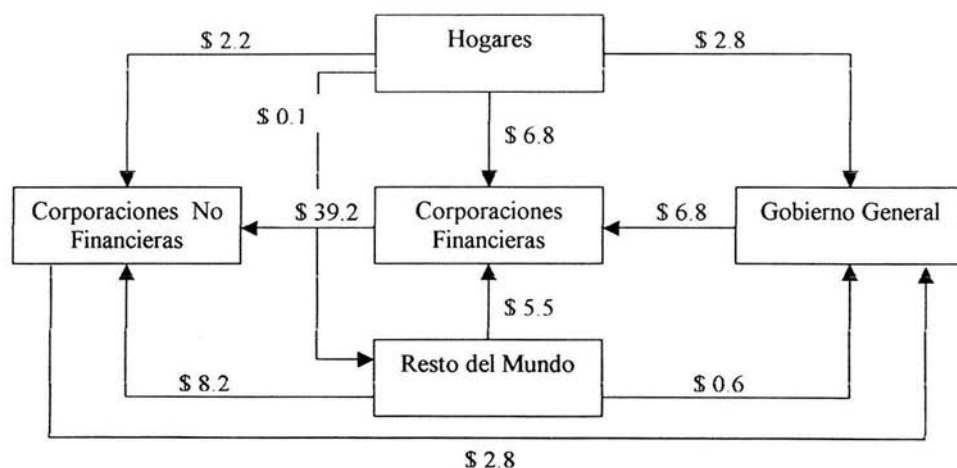 Hogares
$ 2.2
$ 2.8
$ 0.1
$ 6.8
Corporaciones No
Financieras
$ 39.2
Corporaciones
Financieras
$ 6.8
Gobierno General
$ 5.5
Resto del Mundo
$ 8.2
$ 0.6
$ 2.8